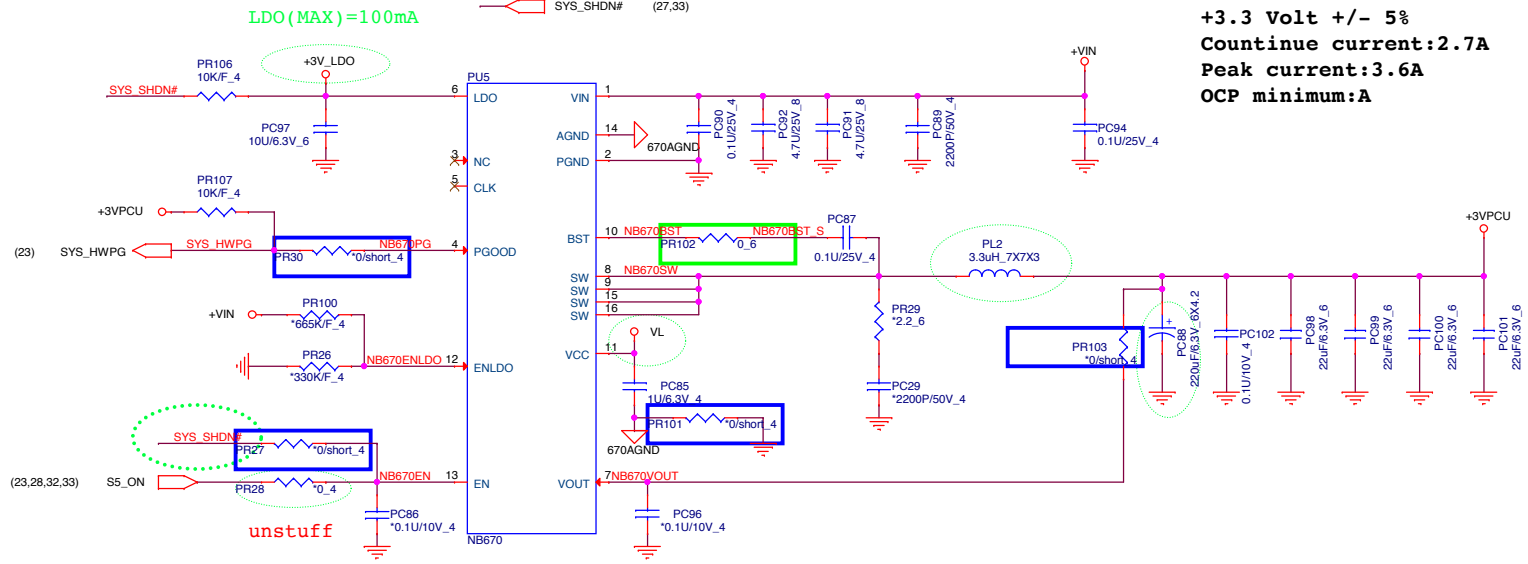 SYS_SHDN# (27,33)
LDO(MAX)=100mA
+3.3 Volt +/- 5%
Countinue current:2.7A
Peak current:3.6A
OCP minimum:A
+3V_LDO
+VIN
PR106
10K/F_4
SYS_SHDN#
PC97
10U/6.3V_6
PU5
6 LDO
VIN 1
AGND 14
670AGND
PGND 2
3 NC
5 CLK
PC90
0.1U/25V_4
PC92
4.7U/25V_8
PC91
4.7U/25V_8
PC89
2200P/50V_4
PC94
0.1U/25V_4
PR107
10K/F_4
+3VPCU
(23) SYS_HWPG
SYS_HWPG
PR30
*0/short_4
NB670PG
4 PGOOD
BST 10
NB670BST
PR102
0_6
NB670BST_S
PC87
0.1U/25V_4
SW 8
SW 9
SW 15
SW 16
NB670SW
PL2
3.3uH_7X7X3
+3VPCU
PR29
*2.2_6
PC29
*2200P/50V_4
PR103
*0/short_4
PC88
220uF/6.3V_6X4.2
+
PC102
0.1U/10V_4
PC98
22uF/6.3V_6
PC99
22uF/6.3V_6
PC100
22uF/6.3V_6
PC101
22uF/6.3V_6
+VIN
PR100
*665K/F_4
PR26
*330K/F_4
NB670ENLDO
12 ENLDO
VL
VCC 11
PC85
1U/6.3V_4
PR101
*0/short_4
670AGND
SYS_SHDN#
PR27
*0/short_4
(23,28,32,33) S5_ON
PR28
*0_4
NB670EN
13 EN
PC86
*0.1U/10V_4
unstuff
VOUT 7
NB670VOUT
PC96
*0.1U/10V_4
NB670